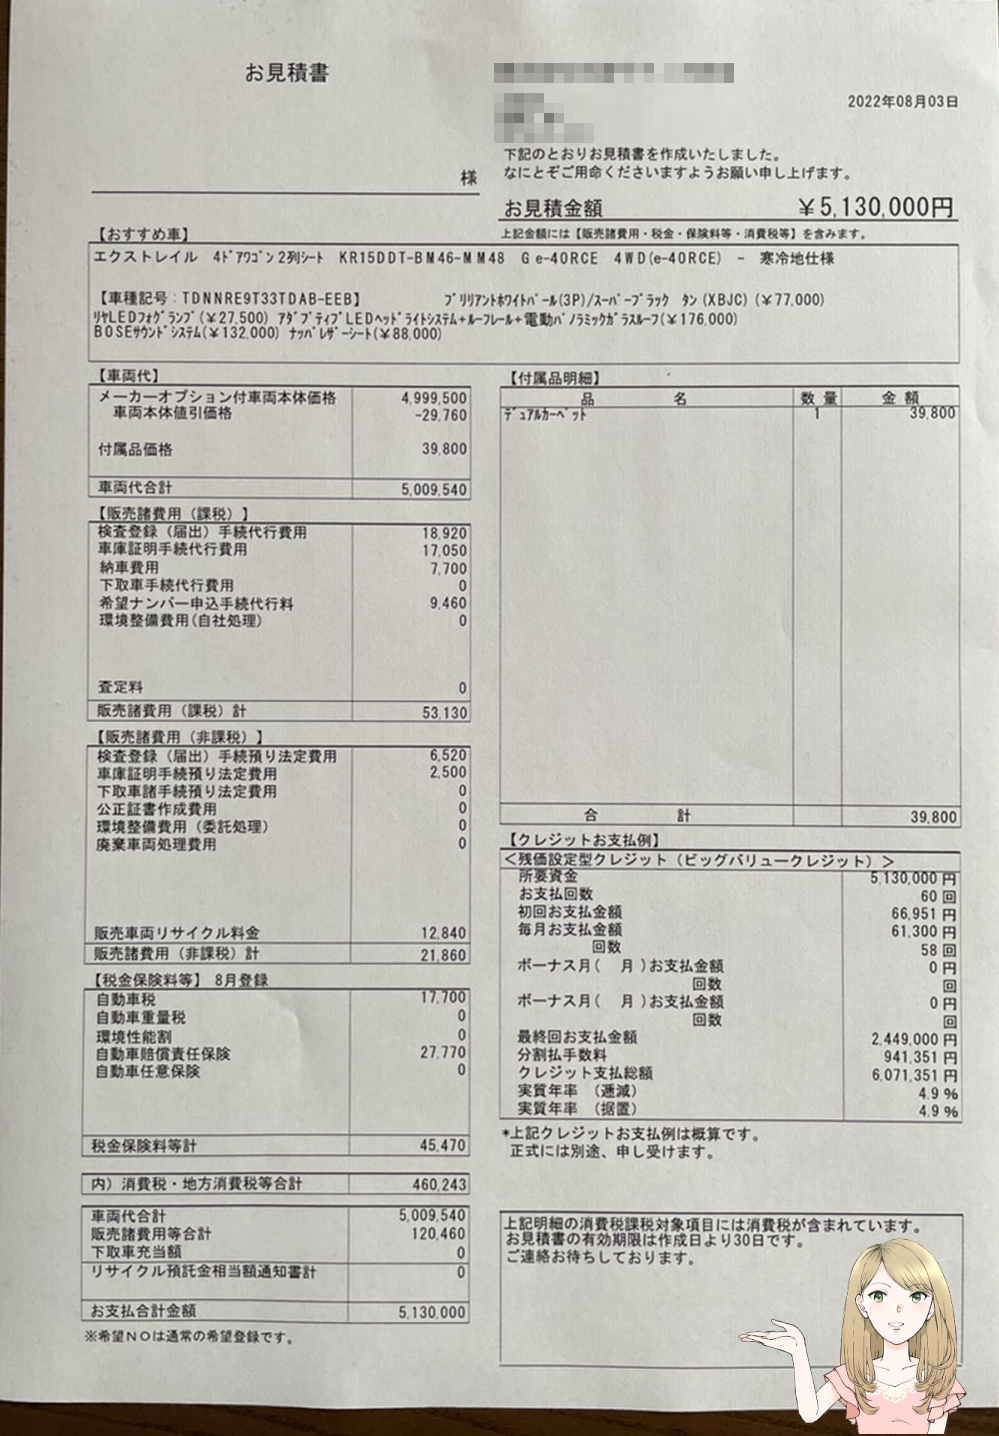 お見積書
2022年08月03日
下記のとおりお見積書を作成いたしました。
なにとぞご用命くださいますようお願い申し上げます。
様
お見積金額 ￥5,130,000円
上記金額には【販売諸費用・税金・保険料等・消費税等】を含みます。
【おすすめ車】
エクストレイル 4ﾄﾞｱﾜｺﾞﾝ 2列ｼｰﾄ KR15DDT-BM46-MM48 G e-4ORCE 4WD(e-4ORCE) - 寒冷地仕様
【車種記号：TDNNRE9T33TDAB-EEB】 ﾌﾞﾘﾘｱﾝﾄﾎﾜｲﾄﾊﾟｰﾙ(3P)/ｽｰﾊﾟｰﾌﾞﾗｯｸ ﾀﾝ (XBJC) (￥77,000)
ﾘﾔLEDﾌｫｸﾞﾗﾝﾌﾟ(￥27,500) ｱﾀﾞﾌﾟﾃｨﾌﾞLEDﾍｯﾄﾞﾗｲﾄｼｽﾃﾑ+ﾙｰﾌﾚｰﾙ+電動ﾊﾟﾉﾗﾐｯｸｶﾞﾗｽﾙｰﾌ(￥176,000)
BOSEｻｳﾝﾄﾞｼｽﾃﾑ(￥132,000) ﾅｯﾊﾟﾚｻﾞｰｼｰﾄ(￥88,000)
【車両代】
メーカーオプション付車両本体価格 4,999,500
車両本体値引価格 -29,760
付属品価格 39,800
車両代合計 5,009,540
【販売諸費用（課税）】
検査登録（届出）手続代行費用 18,920
車庫証明手続代行費用 17,050
納車費用 7,700
下取車手続代行費用 0
希望ナンバー申込手続代行料 9,460
環境整備費用(自社処理) 0
査定料 0
販売諸費用（課税）計 53,130
【販売諸費用（非課税）】
検査登録（届出）手続預り法定費用 6,520
車庫証明手続預り法定費用 2,500
下取車諸手続預り法定費用 0
公正証書作成費用 0
環境整備費用（委託処理） 0
廃棄車両処理費用 0
販売車両リサイクル料金 12,840
販売諸費用（非課税）計 21,860
【税金保険料等】 8月登録
自動車税 17,700
自動車重量税 0
環境性能割 0
自動車賠償責任保険 27,770
自動車任意保険 0
税金保険料等計 45,470
内）消費税・地方消費税等合計 460,243
車両代合計 5,009,540
販売諸費用等合計 120,460
下取車充当額 0
リサイクル預託金相当額通知書計 0
お支払合計金額 5,130,000
※希望ＮＯは通常の希望登録です。
【付属品明細】
品 名 数 量 金 額
ﾃﾞｭｱﾙｶｰﾍﾟｯﾄ 1 39,800
合 計 39,800
【クレジットお支払例】
＜残価設定型クレジット（ビッグバリュークレジット）＞
所要資金 5,130,000 円
お支払回数 60 回
初回お支払金額 66,951 円
毎月お支払金額 61,300 円
回数 58 回
ボーナス月( 月 )お支払金額 0 円
回数 回
ボーナス月( 月 )お支払金額 0 円
回数 回
最終回お支払金額 2,449,000 円
分割払手数料 941,351 円
クレジット支払総額 6,071,351 円
実質年率 （逓減） 4.9 %
実質年率 （据置） 4.9 %
*上記クレジットお支払例は概算です。
正式には別途、申し受けます。
上記明細の消費税課税対象項目には消費税が含まれています。
お見積書の有効期限は作成日より30日です。
ご連絡お待ちしております。